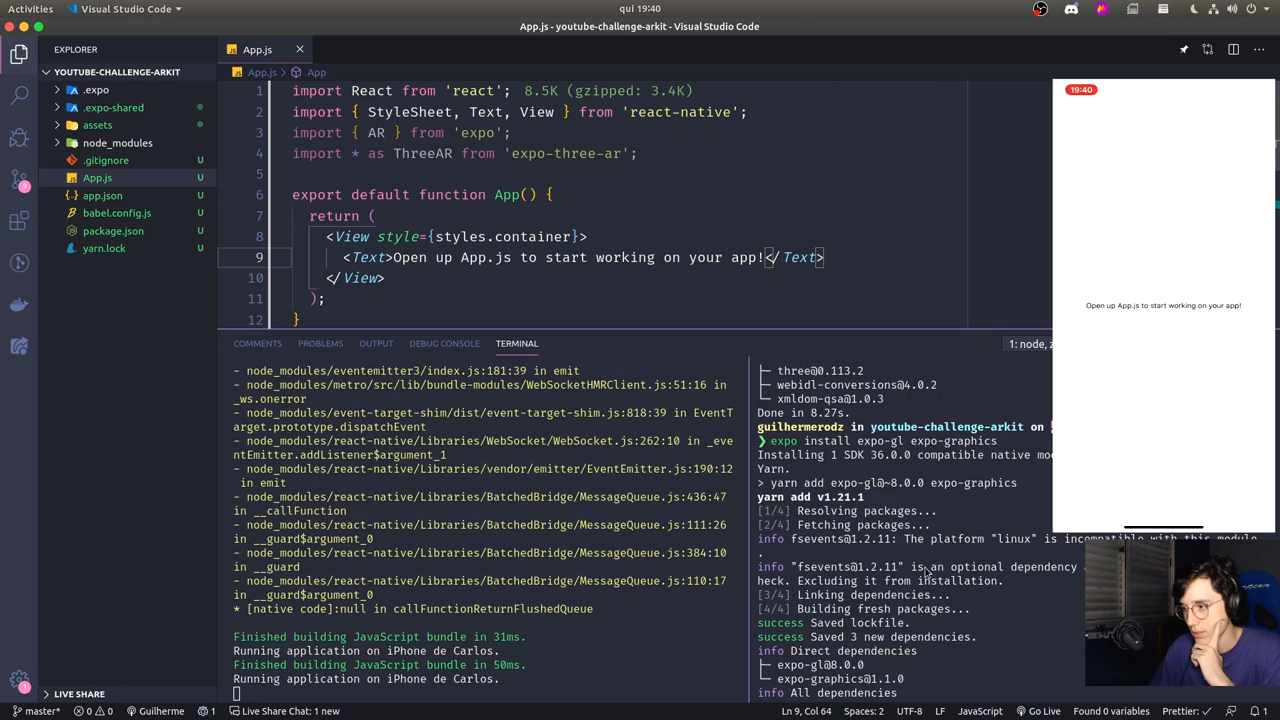 Activities
Visual Studio Code
qui 19:40
App.js - youtube-challenge-arkit - Visual Studio Code
EXPLORER
App.js
YOUTUBE-CHALLENGE-ARKIT
App.js > App
.expo
.expo-shared
assets
node_modules
.gitignore U
App.js U
app.json U
babel.config.js U
package.json U
yarn.lock U
9
1
LIVE SHARE
1 import React from 'react'; 8.5K (gzipped: 3.4K)
2 import { StyleSheet, Text, View } from 'react-native';
3 import { AR } from 'expo';
4 import * as ThreeAR from 'expo-three-ar';
5
6 export default function App() {
7 return (
8 <View style={styles.container}>
9 <Text>Open up App.js to start working on your app!</Text>
10 </View>
11 );
12 }
19:40
Open up App.js to start working on your app!
COMMENTS PROBLEMS OUTPUT DEBUG CONSOLE TERMINAL
1: node, z
- node_modules/eventemitter3/index.js:181:39 in emit
- node_modules/metro/src/lib/bundle-modules/WebSocketHMRClient.js:51:16 in
_ws.onerror
- node_modules/event-target-shim/dist/event-target-shim.js:818:39 in EventT
arget.prototype.dispatchEvent
- node_modules/react-native/Libraries/WebSocket/WebSocket.js:262:10 in _eve
ntEmitter.addListener$argument_1
- node_modules/react-native/Libraries/vendor/emitter/EventEmitter.js:190:12
in emit
- node_modules/react-native/Libraries/BatchedBridge/MessageQueue.js:436:47
in __callFunction
- node_modules/react-native/Libraries/BatchedBridge/MessageQueue.js:111:26
in __guard$argument_0
- node_modules/react-native/Libraries/BatchedBridge/MessageQueue.js:384:10
in __guard
- node_modules/react-native/Libraries/BatchedBridge/MessageQueue.js:110:17
in __guard$argument_0
* [native code]:null in callFunctionReturnFlushedQueue
Finished building JavaScript bundle in 31ms.
Running application on iPhone de Carlos.
Finished building JavaScript bundle in 50ms.
Running application on iPhone de Carlos.
├─ three@0.113.2
├─ webidl-conversions@4.0.2
└─ xmldom-qsa@1.0.3
Done in 8.27s.
guilhermerodz in youtube-challenge-arkit on
❯ expo install expo-gl expo-graphics
Installing 1 SDK 36.0.0 compatible native mo
Yarn.
> yarn add expo-gl@~8.0.0 expo-graphics
yarn add v1.21.1
[1/4] Resolving packages...
[2/4] Fetching packages...
info fsevents@1.2.11: The platform "linux" is incompatible with this module
.
info "fsevents@1.2.11" is an optional dependency
heck. Excluding it from installation.
[3/4] Linking dependencies...
[4/4] Building fresh packages...
success Saved lockfile.
success Saved 3 new dependencies.
info Direct dependencies
├─ expo-gl@8.0.0
└─ expo-graphics@1.1.0
info All dependencies
master* 0 0 Guilherme 1 Live Share Chat: 1 new
Ln 9, Col 64 Spaces: 2 UTF-8 LF JavaScript Go Live Found 0 variables Prettier: ✓ 1